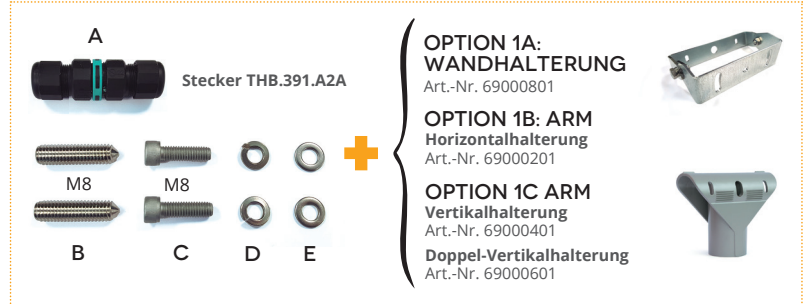 A
Stecker THB.391.A2A
M8
M8
B
C
D
E
OPTION 1A:
WANDHALTERUNG
Art.-Nr. 69000801
OPTION 1B: ARM
Horizontalhalterung
Art.-Nr. 69000201
OPTION 1C ARM
Vertikalhalterung
Art.-Nr. 69000401
Doppel-Vertikalhalterung
Art.-Nr. 69000601